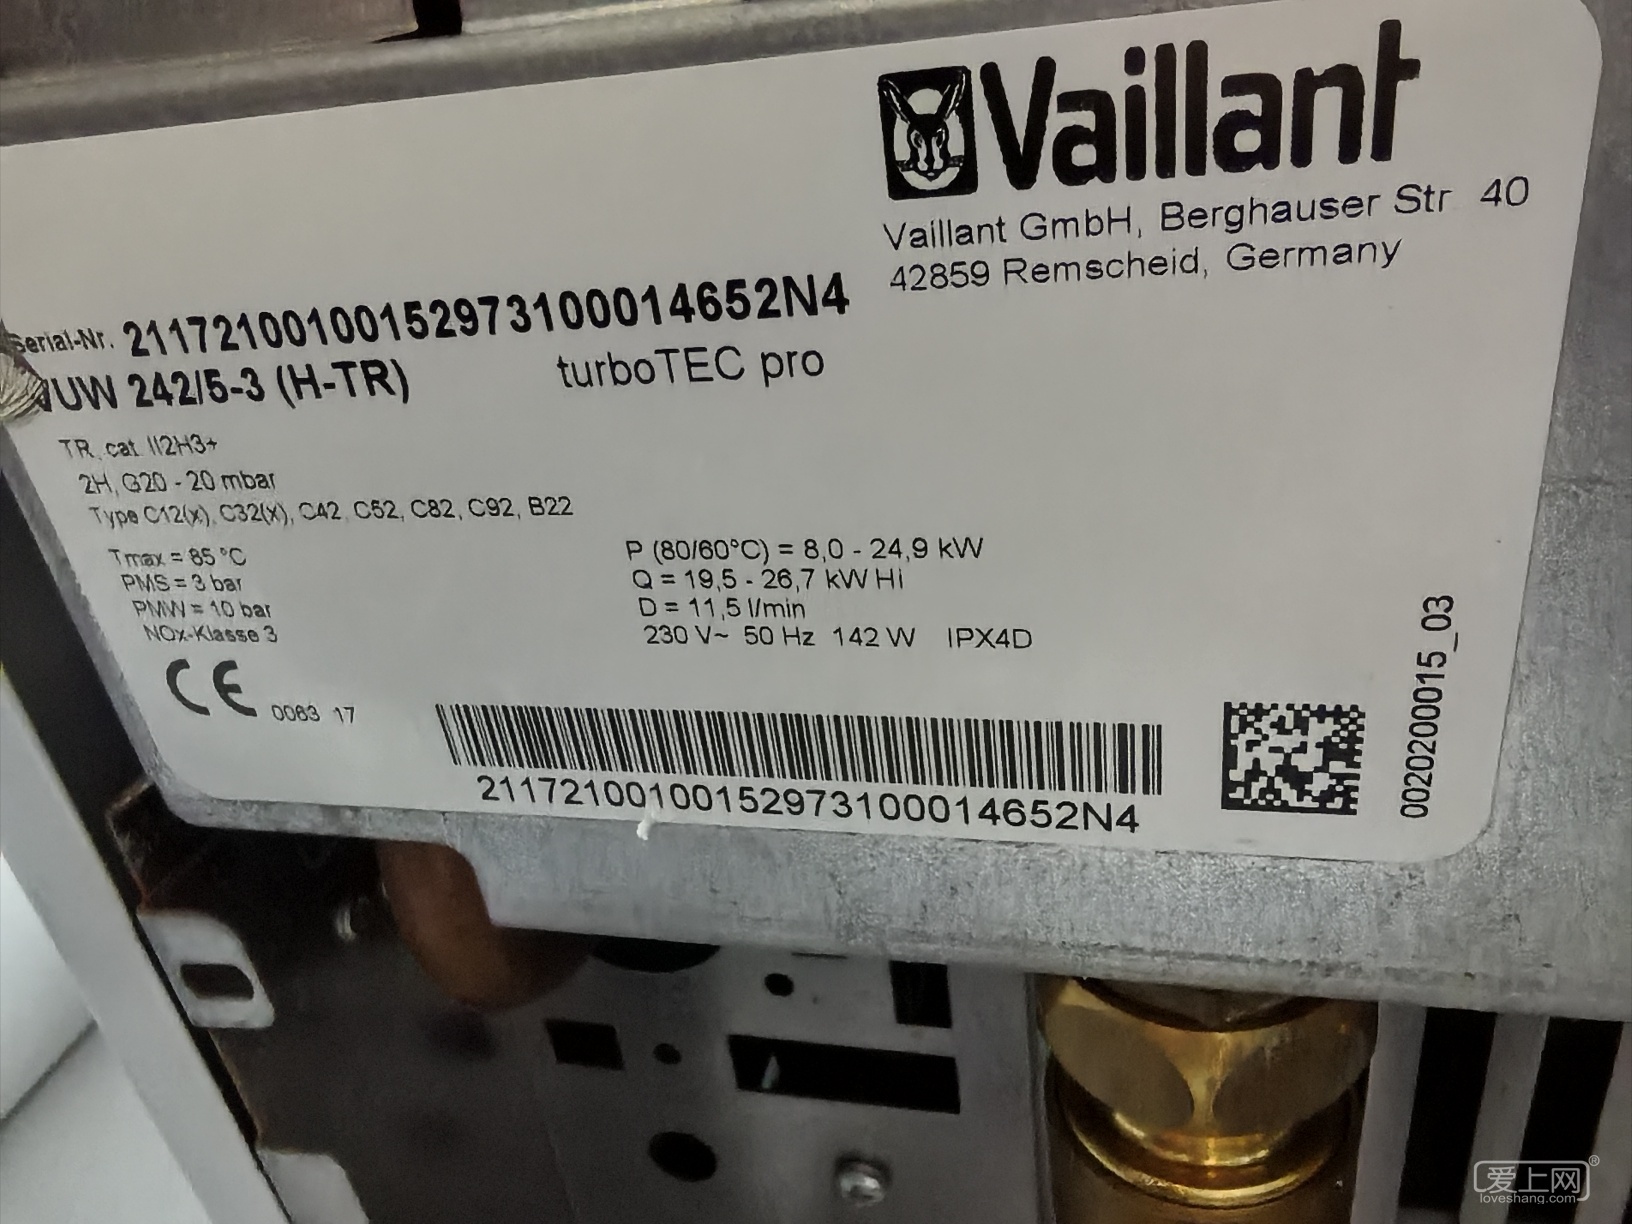 Vaillant
Vaillant GmbH, Berghauser Str 40
42859 Remscheid, Germany
Serial-Nr. 21172100100152973100014652N4
VUW 242/5-3 (H-TR) turboTEC pro
TR, cat. II2H3+
2H, G20 - 20 mbar
Type C12(x), C32(x), C42, C52, C82, C92, B22
Tmax = 85 °C
PMS = 3 bar
PMW = 10 bar
NOx-Klasse 3
P (80/60°C) = 8,0 - 24,9 kW
Q = 19,5 - 26,7 kW Hi
D = 11,5 l/min
230 V~ 50 Hz 142 W IPX4D
CE 0063 17
21172100100152973100014652N4
0020200015_03
爱上网®
loveshang.com